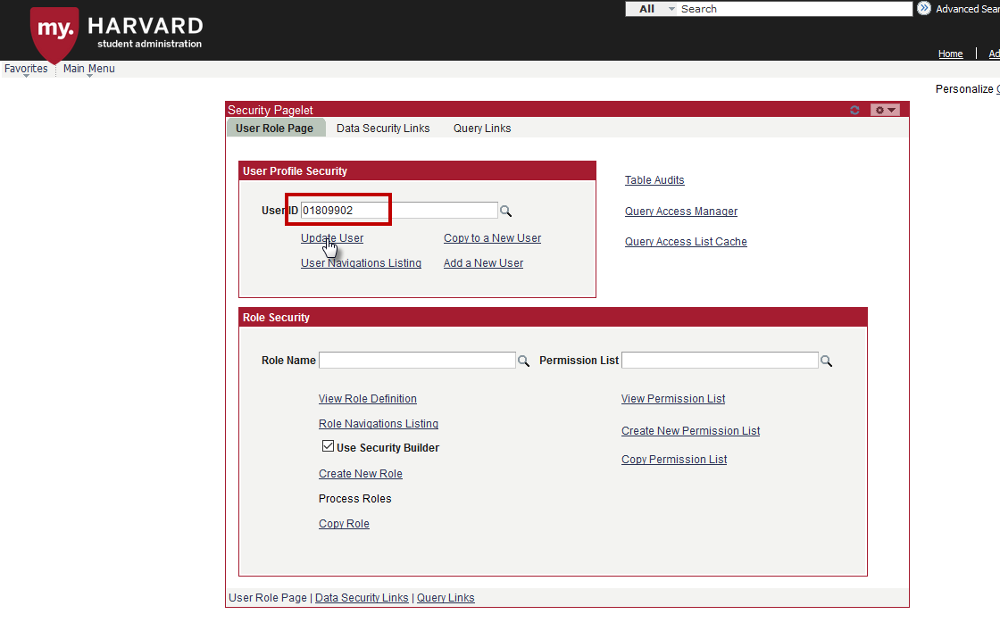 my. HARVARD
student administration
All Search Advanced Sear
Home Ad
Favorites Main Menu
Personalize
Security Pagelet
User Role Page Data Security Links Query Links
User Profile Security
Table Audits
User ID 01809902
Query Access Manager
Update User Copy to a New User
Query Access List Cache
User Navigations Listing Add a New User
Role Security
Role Name Permission List
View Role Definition View Permission List
Role Navigations Listing
Create New Permission List
Use Security Builder
Copy Permission List
Create New Role
Process Roles
Copy Role
User Role Page | Data Security Links | Query Links